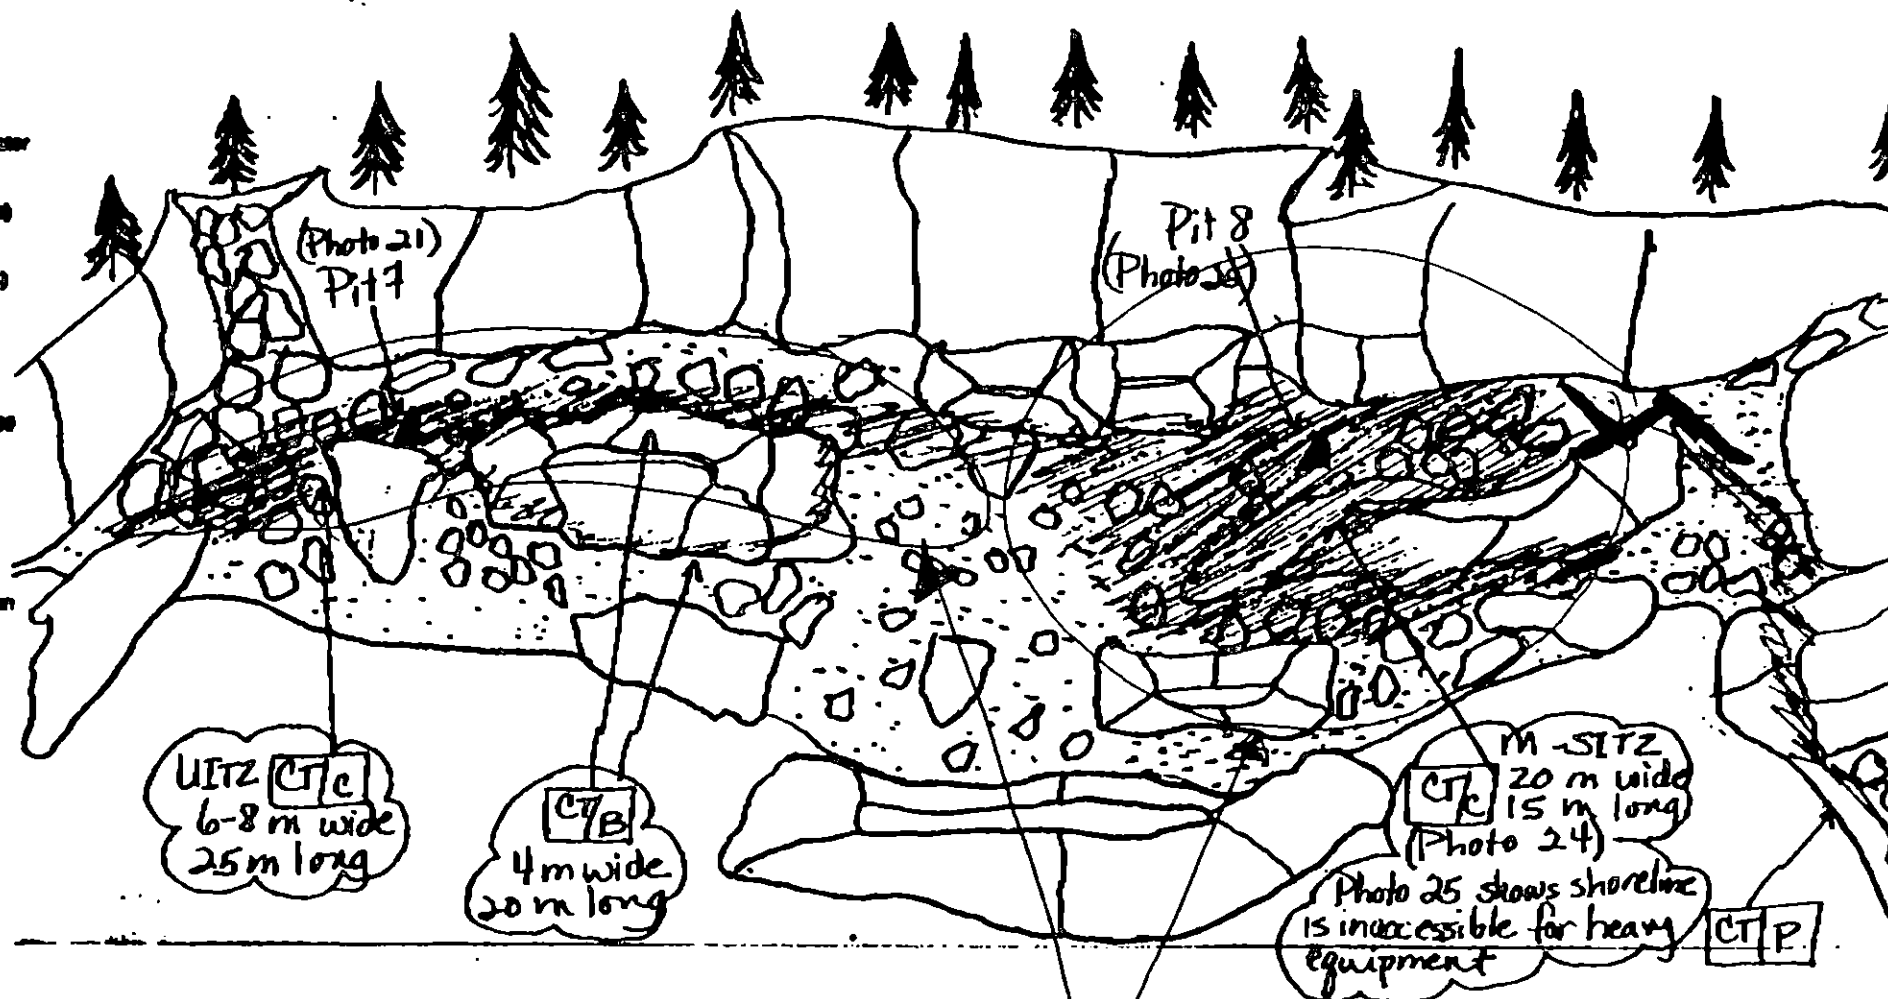 (Photo 21)
Pit 7
Pit 8
(Photo 26)
UITZ CT/C
6-8 m wide
25 m long
CT/B
4 m wide
20 m long
M-SITZ
CT/C 20 m wide
15 m long
(Photo 24)
Photo 25 shows shoreline
is inaccessible for heavy
equipment
CT P